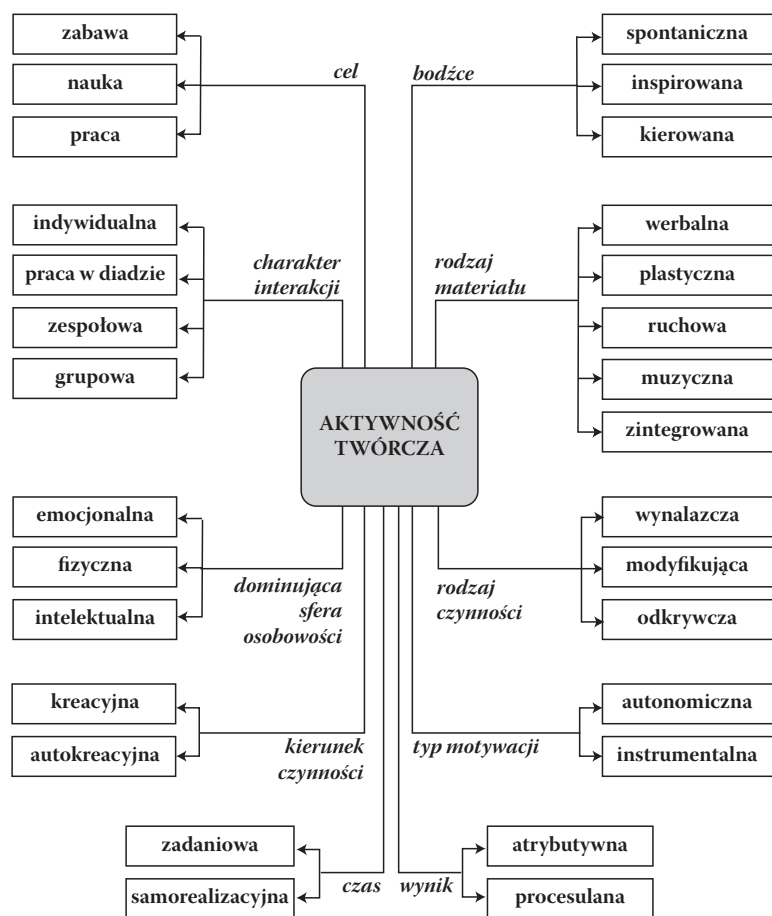 zabawa
nauka
praca
cel
bodźce
spontaniczna
inspirowana
kierowana
indywidualna
praca w diadzie
zespołowa
grupowa
charakter
interakcji
rodzaj
materiału
werbalna
plastyczna
ruchowa
muzyczna
zintegrowana
AKTYWNOŚĆ
TWÓRCZA
emocjonalna
fizyczna
intelektualna
dominująca
sfera
osobowości
rodzaj
czynności
wynalazcza
modyfikująca
odkrywcza
kreacyjna
autokreacyjna
kierunek
czynności
typ motywacji
autonomiczna
instrumentalna
zadaniowa
samorealizacyjna
czas
wynik
atrybutywna
procesulana